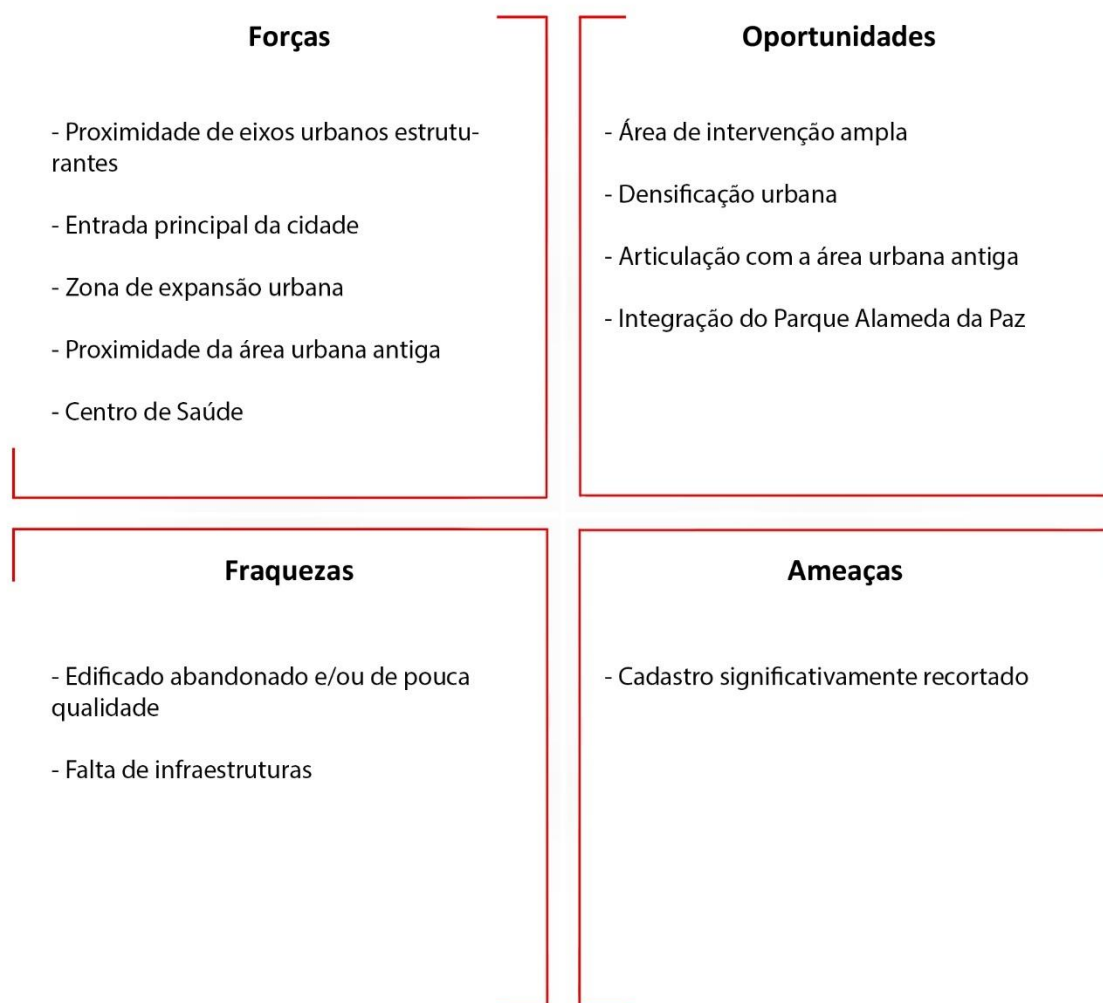 Forças
- Proximidade de eixos urbanos estrutu-
rantes
- Entrada principal da cidade
- Zona de expansão urbana
- Proximidade da área urbana antiga
- Centro de Saúde
Oportunidades
- Área de intervenção ampla
- Densificação urbana
- Articulação com a área urbana antiga
- Integração do Parque Alameda da Paz
Fraquezas
- Edificado abandonado e/ou de pouca
qualidade
- Falta de infraestruturas
Ameaças
- Cadastro significativamente recortado